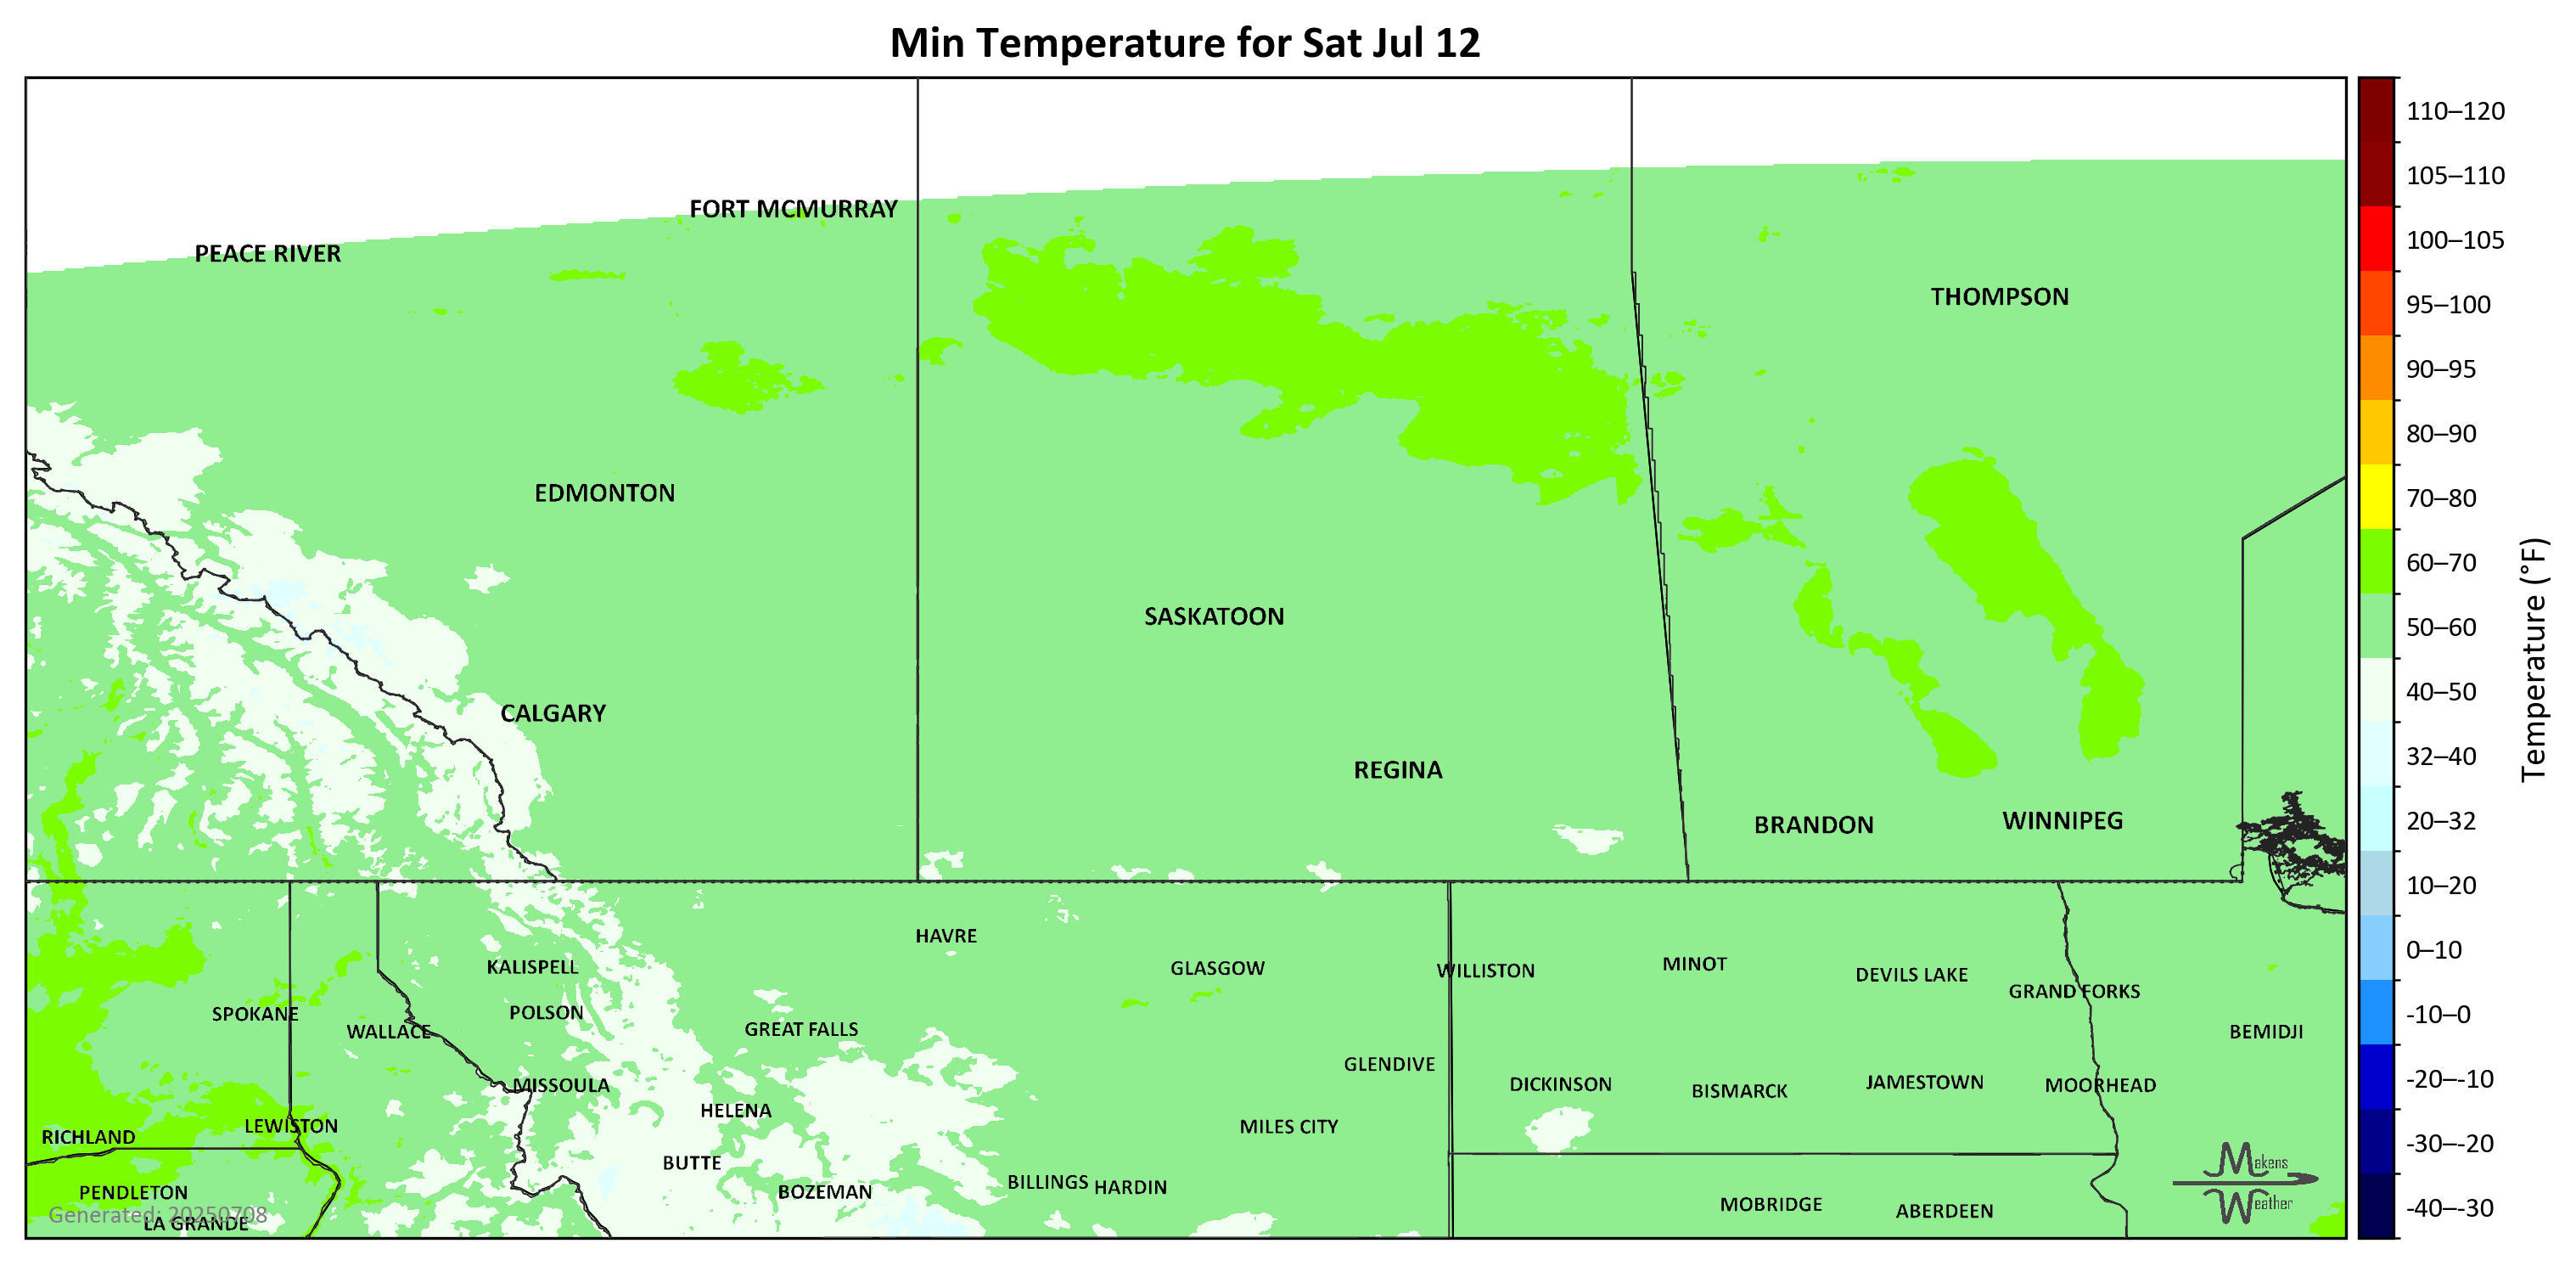 Min Temperature for Sat Jul 12
110–120
105–110
100–105
95–100
90–95
80–90
70–80
60–70
50–60
40–50
32–40
20–32
10–20
0–10
-10–0
-20–-10
-30–-20
-40–-30
Temperature (°F)
FORT MCMURRAY
PEACE RIVER
THOMPSON
EDMONTON
SASKATOON
CALGARY
REGINA
BRANDON
WINNIPEG
HAVRE
KALISPELL
GLASGOW
WILLISTON
MINOT
DEVILS LAKE
GRAND FORKS
SPOKANE
POLSON
WALLACE
GREAT FALLS
BEMIDJI
GLENDIVE
MISSOULA
DICKINSON
BISMARCK
JAMESTOWN
MOORHEAD
HELENA
LEWISTON
MILES CITY
RICHLAND
BUTTE
BOZEMAN
BILLINGS
HARDIN
PENDLETON
MOBRIDGE
ABERDEEN
Generated: 20250708
LA GRANDE
Makens
Weather